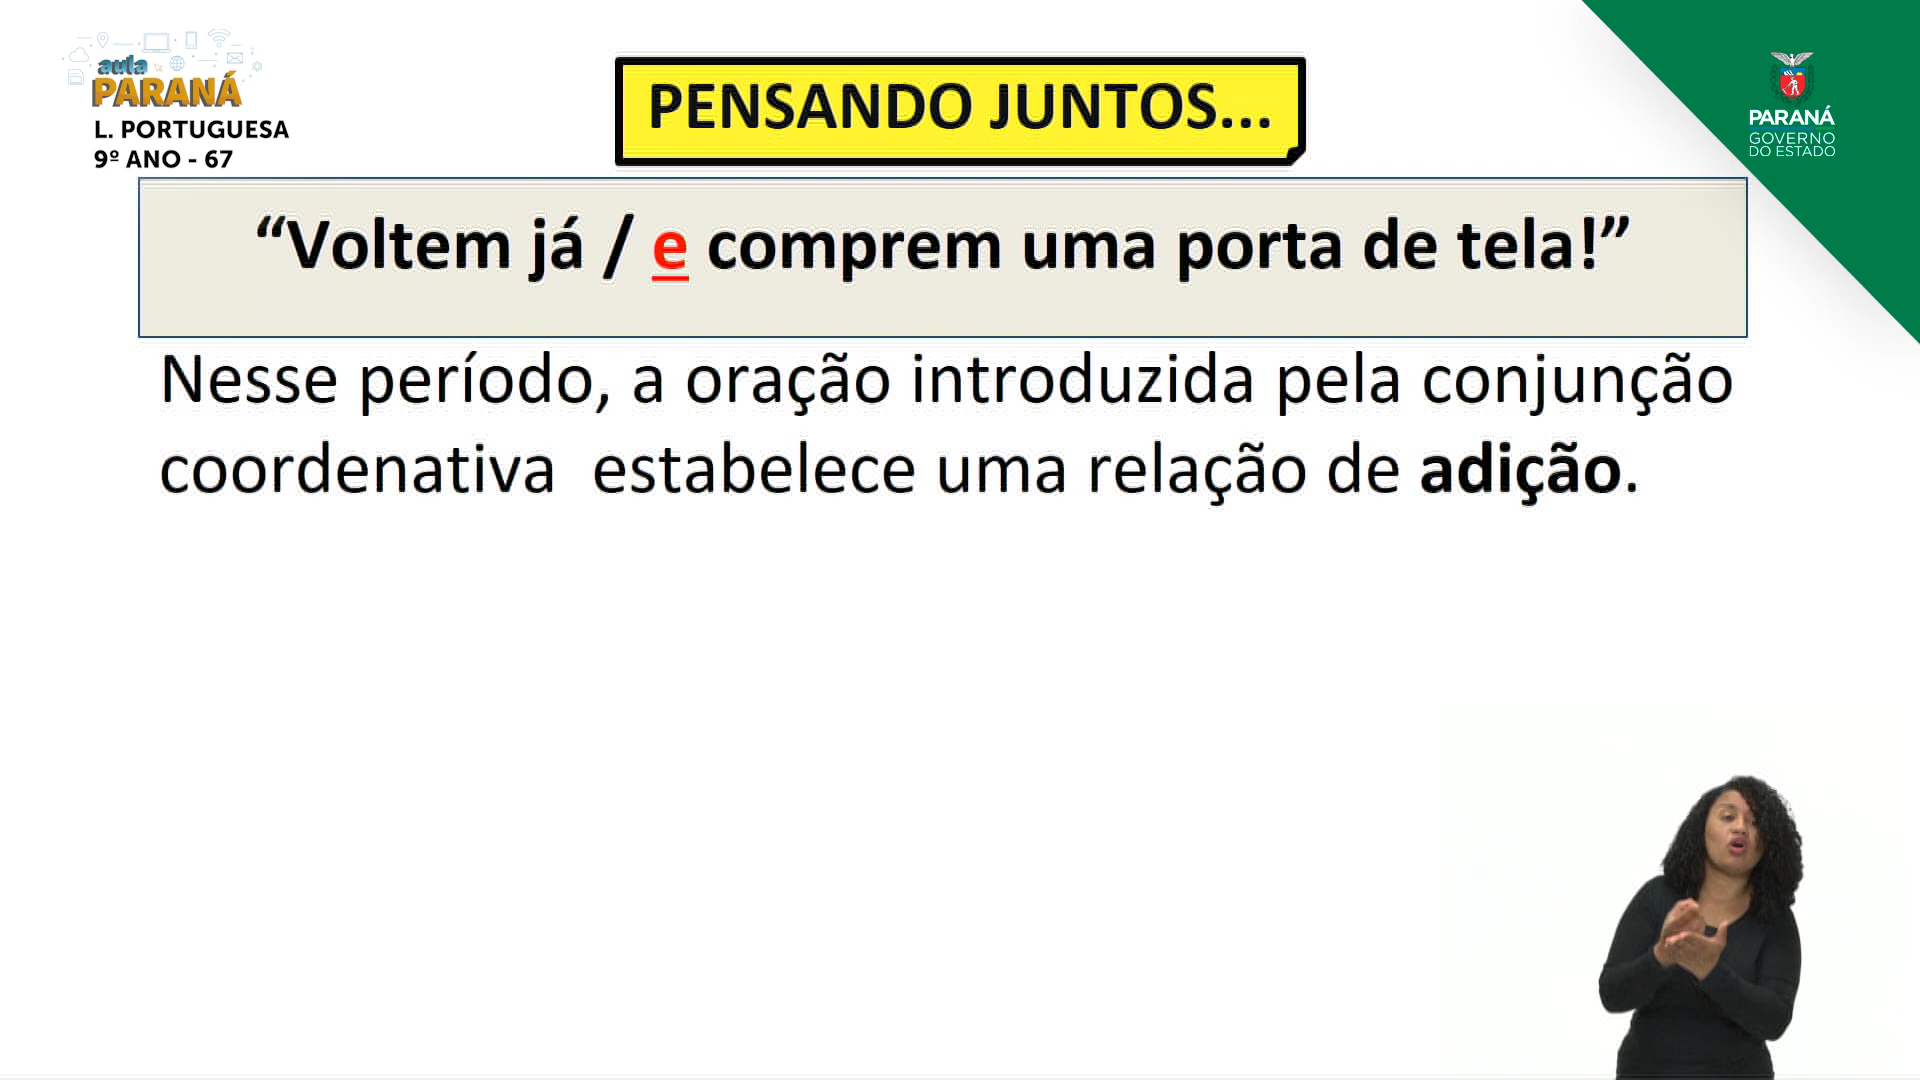 aula
PARANÁ
L. PORTUGUESA
9º ANO - 67
PENSANDO JUNTOS...
PARANÁ
GOVERNO
DO ESTADO
“Voltem já / e comprem uma porta de tela!”
Nesse período, a oração introduzida pela conjunção
coordenativa  estabelece uma relação de adição.